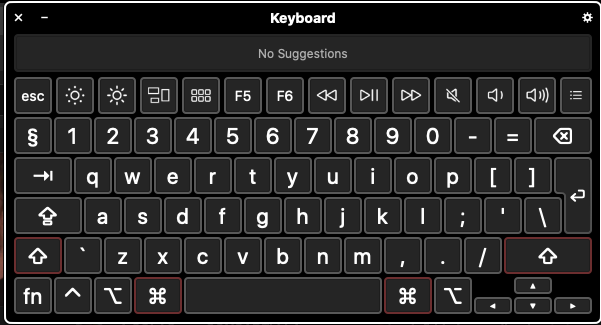 Keyboard
No Suggestions
esc F5 F6
§ 1 2 3 4 5 6 7 8 9 0 - =
q w e r t y u i o p [ ]
a s d f g h j k l ; ' \
` z x c v b n m , . /
fn ^ ⌥ ⌘ ⌘ ⌥